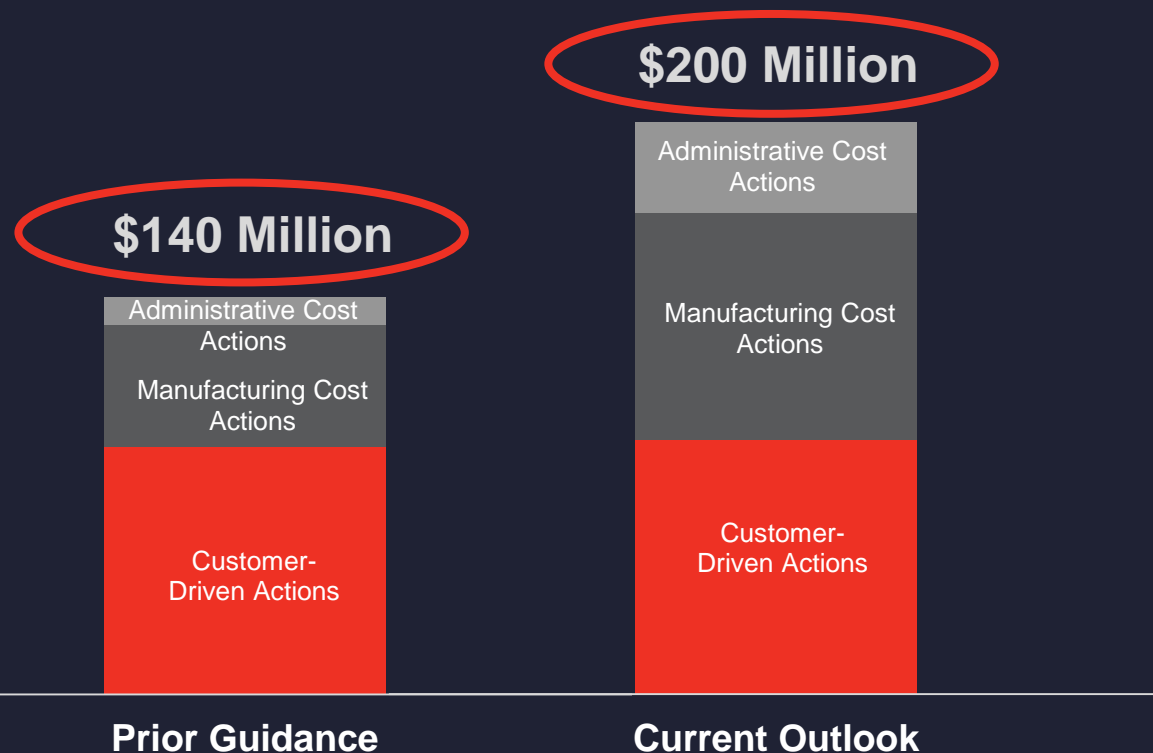 $140 Million
Administrative Cost
Actions
Manufacturing Cost
Actions
Customer-
Driven Actions
Prior Guidance
$200 Million
Administrative Cost
Actions
Manufacturing Cost
Actions
Customer-
Driven Actions
Current Outlook